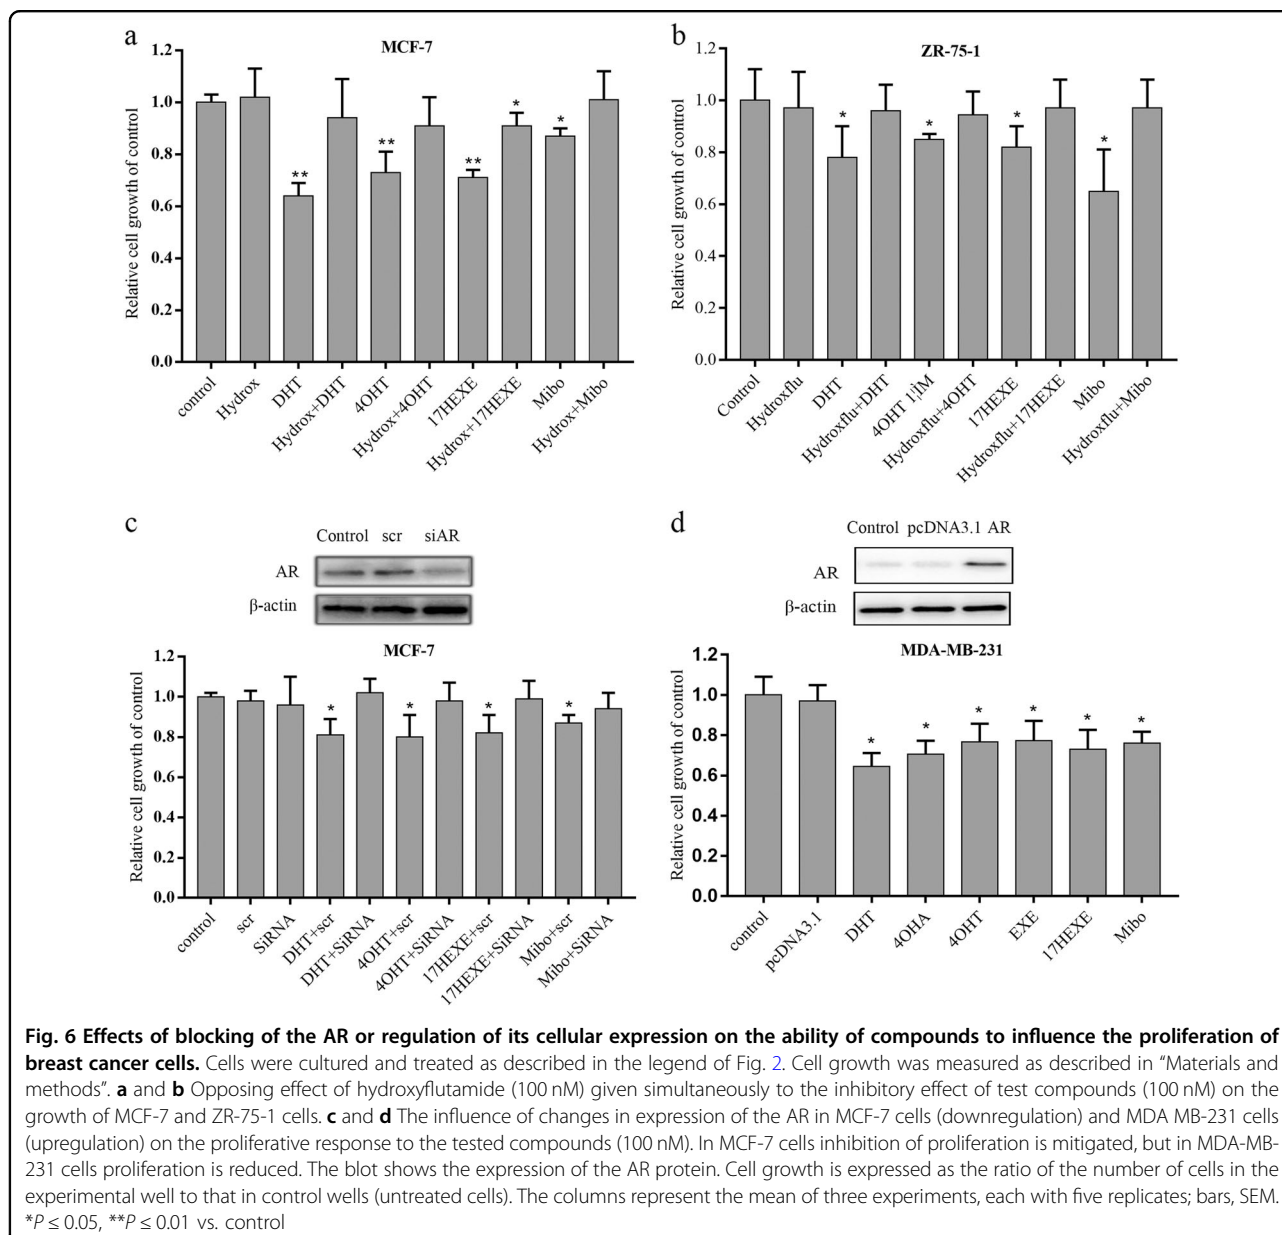 a
MCF-7
Relative cell growth of control
1.2
1.0
0.8
0.6
0.4
0.2
0.0
** ** ** * *
control
Hydrox
DHT
Hydrox+DHT
4OHT
Hydrox+4OHT
17HEXE
Hydrox+17HEXE
Mibo
Hydrox+Mibo
b
ZR-75-1
Relative cell growth of control
1.2
1.0
0.8
0.6
0.4
0.2
0.0
* * * *
Control
Hydroxflu
DHT
Hydroxflu+DHT
4OHT 1¦ÌM
Hydroxflu+4OHT
17HEXE
Hydroxflu+17HEXE
Mibo
Hydroxflu+Mibo
c
Control scr siAR
AR
β-actin
MCF-7
Relative cell growth of control
1.2
1.0
0.8
0.6
0.4
0.2
0.0
* * * *
control
scr
SiRNA
DHT+scr
DHT+SiRNA
4OHT+scr
4OHT+SiRNA
17HEXE+scr
17HEXE+SiRNA
Mibo+scr
Mibo+SiRNA
d
Control pcDNA3.1 AR
AR
β-actin
MDA-MB-231
Relative cell growth of control
1.2
1.0
0.8
0.6
0.4
0.2
0.0
* * * * * *
control
pcDNA3.1
DHT
4OHA
4OHT
EXE
17HEXE
Mibo
Fig. 6 Effects of blocking of the AR or regulation of its cellular expression on the ability of compounds to influence the proliferation of
breast cancer cells. Cells were cultured and treated as described in the legend of Fig. 2. Cell growth was measured as described in “Materials and
methods”. a and b Opposing effect of hydroxyflutamide (100 nM) given simultaneously to the inhibitory effect of test compounds (100 nM) on the
growth of MCF-7 and ZR-75-1 cells. c and d The influence of changes in expression of the AR in MCF-7 cells (downregulation) and MDA MB-231 cells
(upregulation) on the proliferative response to the tested compounds (100 nM). In MCF-7 cells inhibition of proliferation is mitigated, but in MDA-MB-
231 cells proliferation is reduced. The blot shows the expression of the AR protein. Cell growth is expressed as the ratio of the number of cells in the
experimental well to that in control wells (untreated cells). The columns represent the mean of three experiments, each with five replicates; bars, SEM.
*P ≤ 0.05, **P ≤ 0.01 vs. control